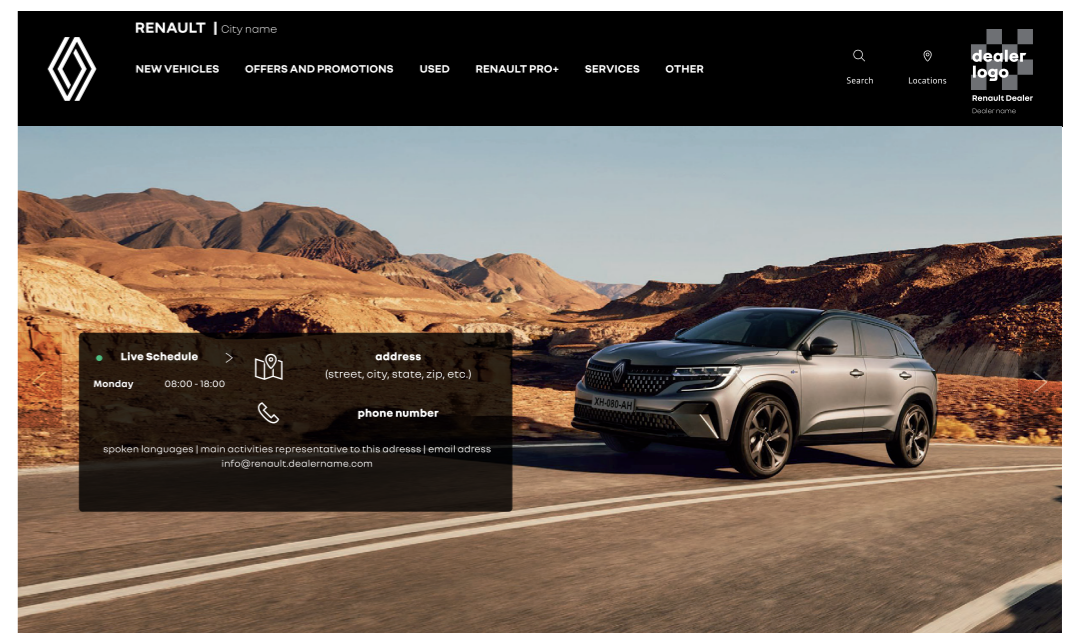 RENAULT | City name
NEW VEHICLES OFFERS AND PROMOTIONS USED RENAULT PRO+ SERVICES OTHER
Search
Locations
dealer
logo
Renault Dealer
Dealer name
Live Schedule >
Monday 08:00 - 18:00
address
(street, city, state, zip, etc.)
phone number
spoken languages | main activities representative to this adresss | email adress
info@renault.dealername.com
XH-080-AH